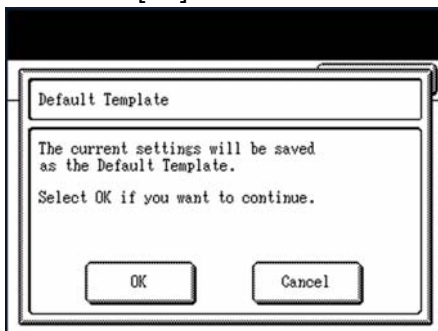 Default Template
The current settings will be saved
as the Default Template.
Select OK if you want to continue.
OK
Cancel